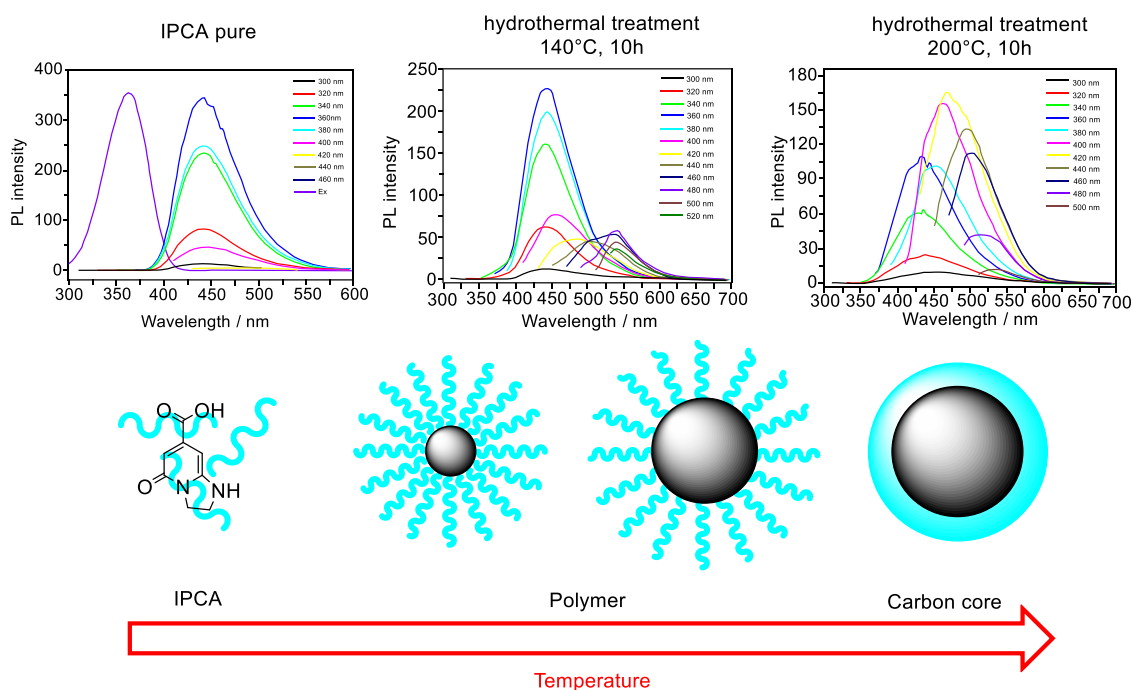 IPCA pure
hydrothermal treatment
140°C, 10h
hydrothermal treatment
200°C, 10h
400
300
200
100
0
PL intensity
300 350 400 450 500 550 600
Wavelength / nm
300 nm
320 nm
340 nm
360nm
380 nm
400 nm
420 nm
440 nm
460 nm
Ex
250
200
150
100
50
0
PL intensity
300 350 400 450 500 550 600 650 700
Wavelength / nm
300 nm
320 nm
340 nm
360 nm
380 nm
400 nm
420 nm
440 nm
460 nm
480 nm
500 nm
520 nm
180
150
120
90
60
30
0
PL intensity
300 350 400 450 500 550 600 650 700
Wavelength / nm
300 nm
320 nm
340 nm
360 nm
380 nm
400 nm
420 nm
440 nm
460 nm
480 nm
500 nm
O OH
O N NH
IPCA
Polymer
Carbon core
Temperature